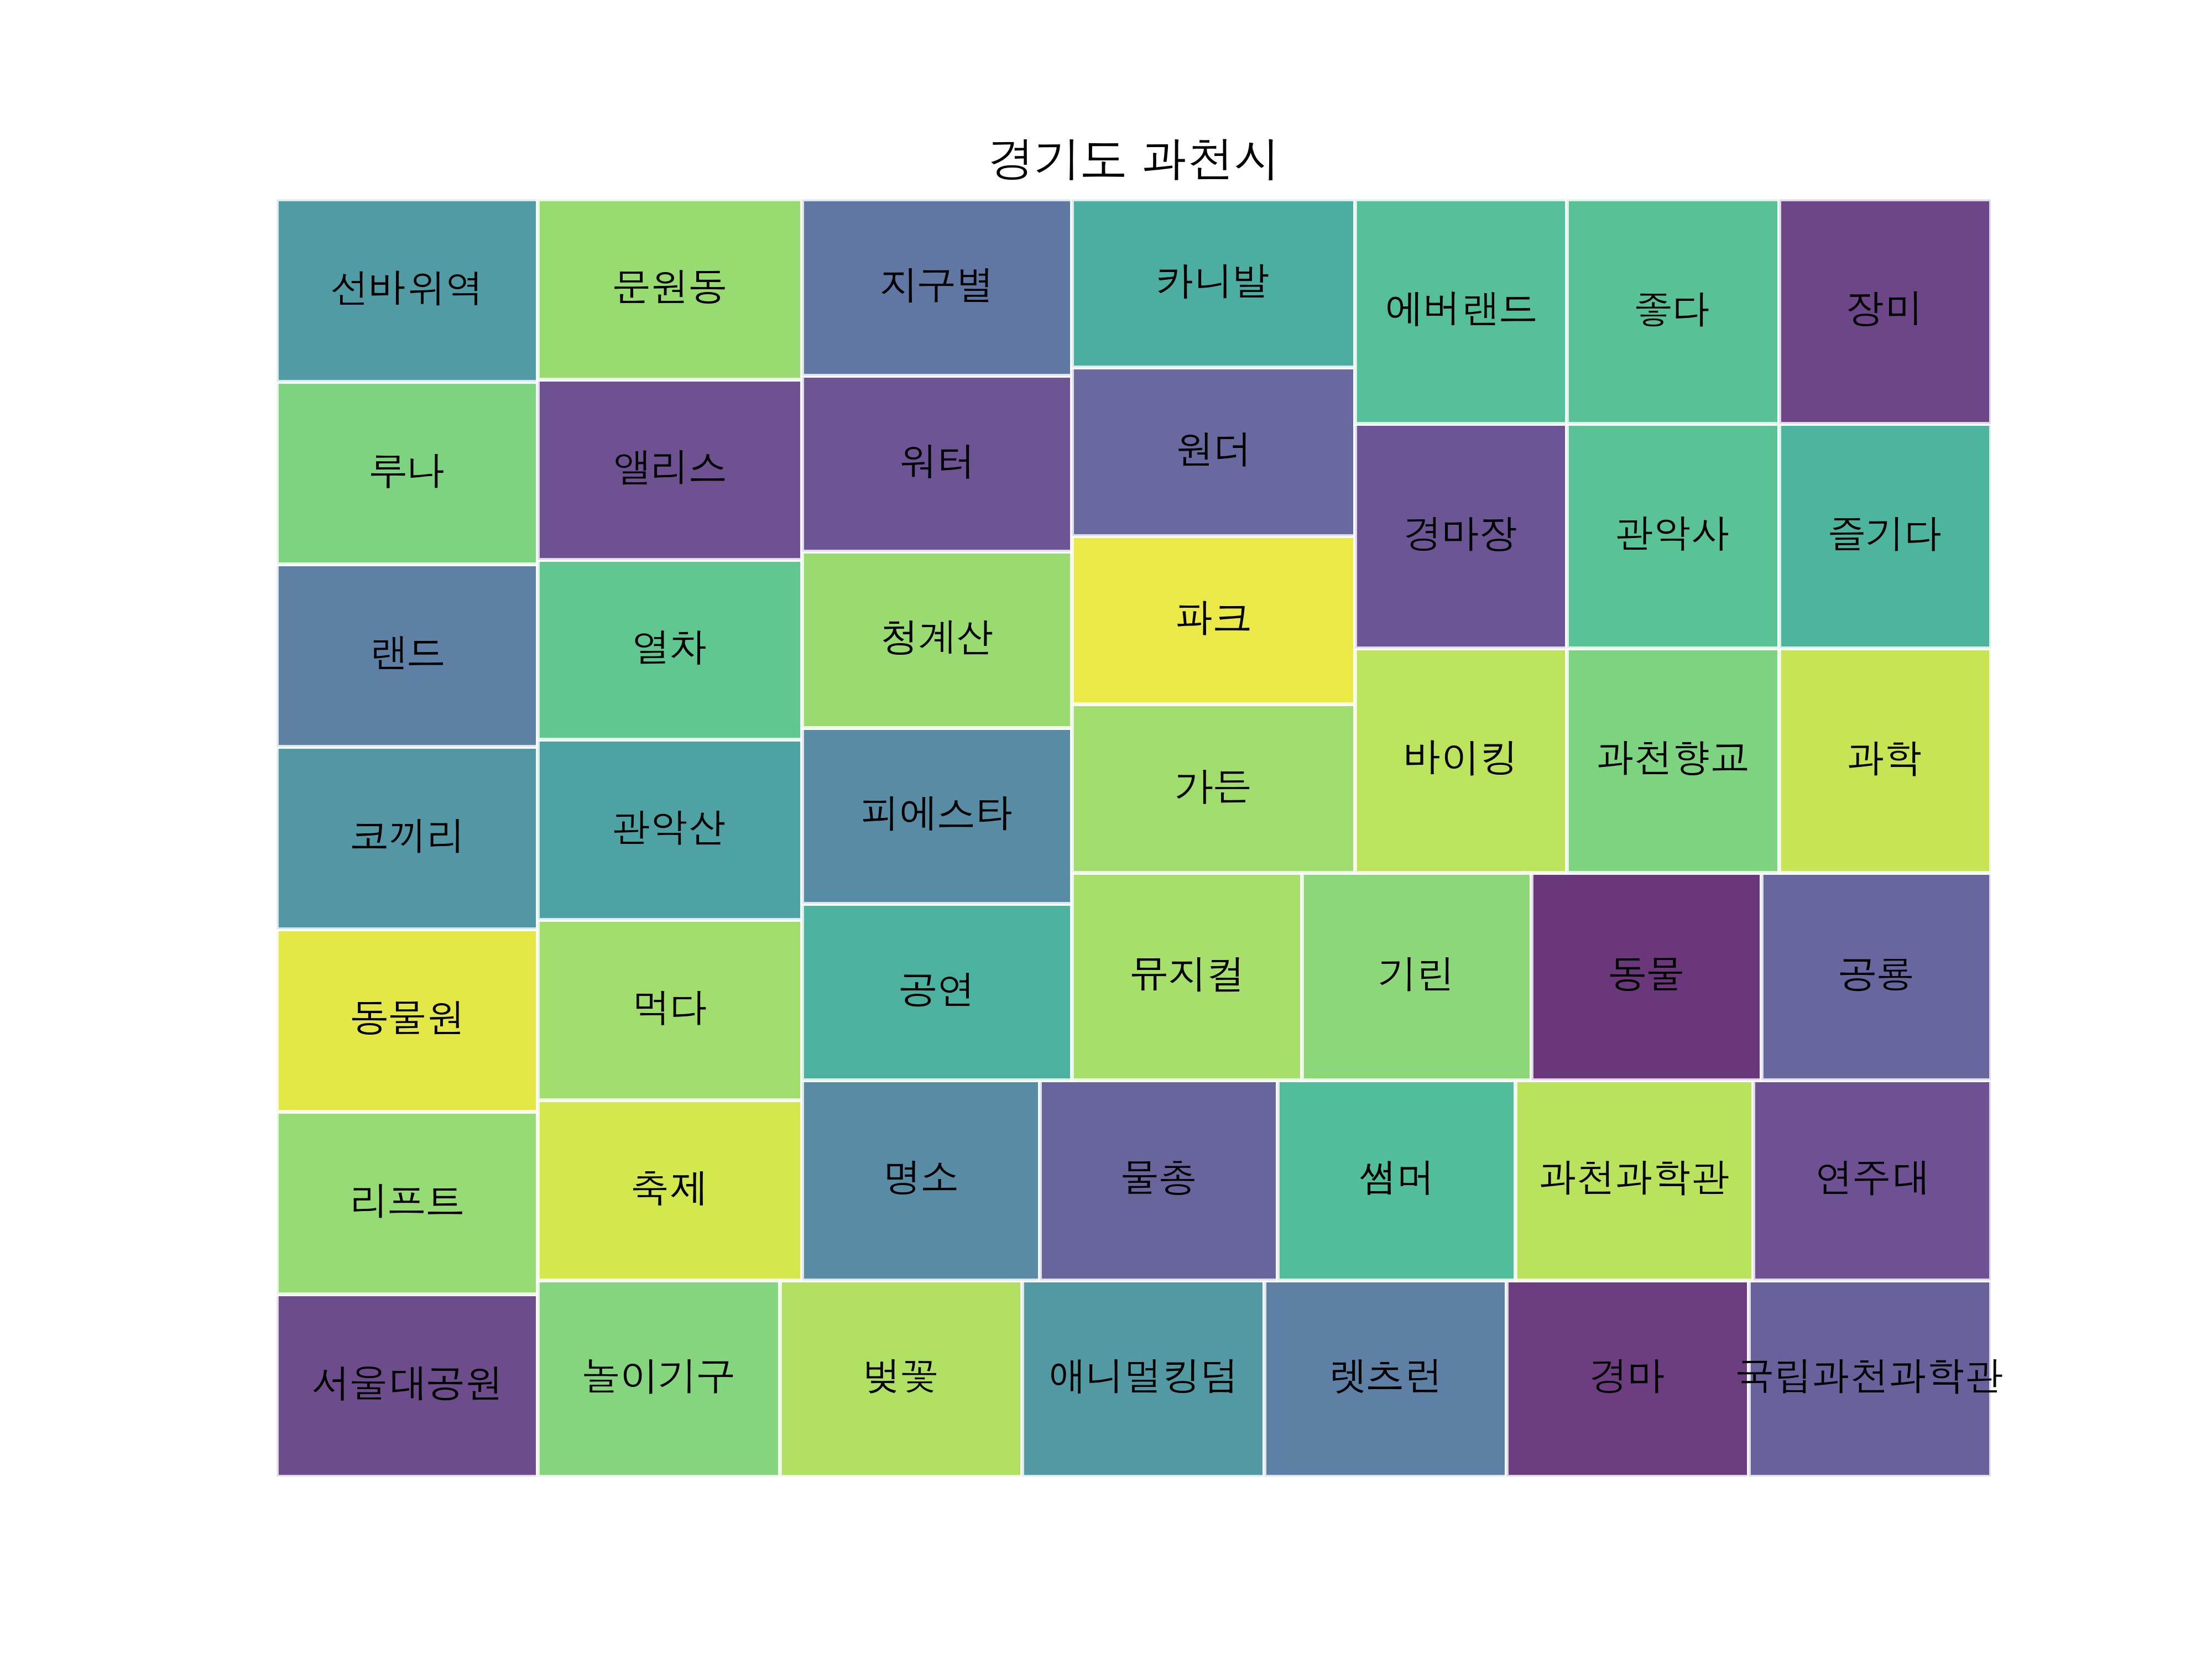 경기도 과천시
선바위역
문원동
지구별
카니발
에버랜드
좋다
장미
루나
앨리스
워터
원더
경마장
관악사
즐기다
랜드
열차
청계산
파크
바이킹
과천향교
과학
코끼리
관악산
피에스타
가든
동물원
먹다
공연
뮤지컬
기린
동물
공룡
리프트
축제
명소
물총
썸머
과천과학관
연주대
서울대공원
놀이기구
벚꽃
애니멀킹덤
렛츠런
경마
국립과천과학관